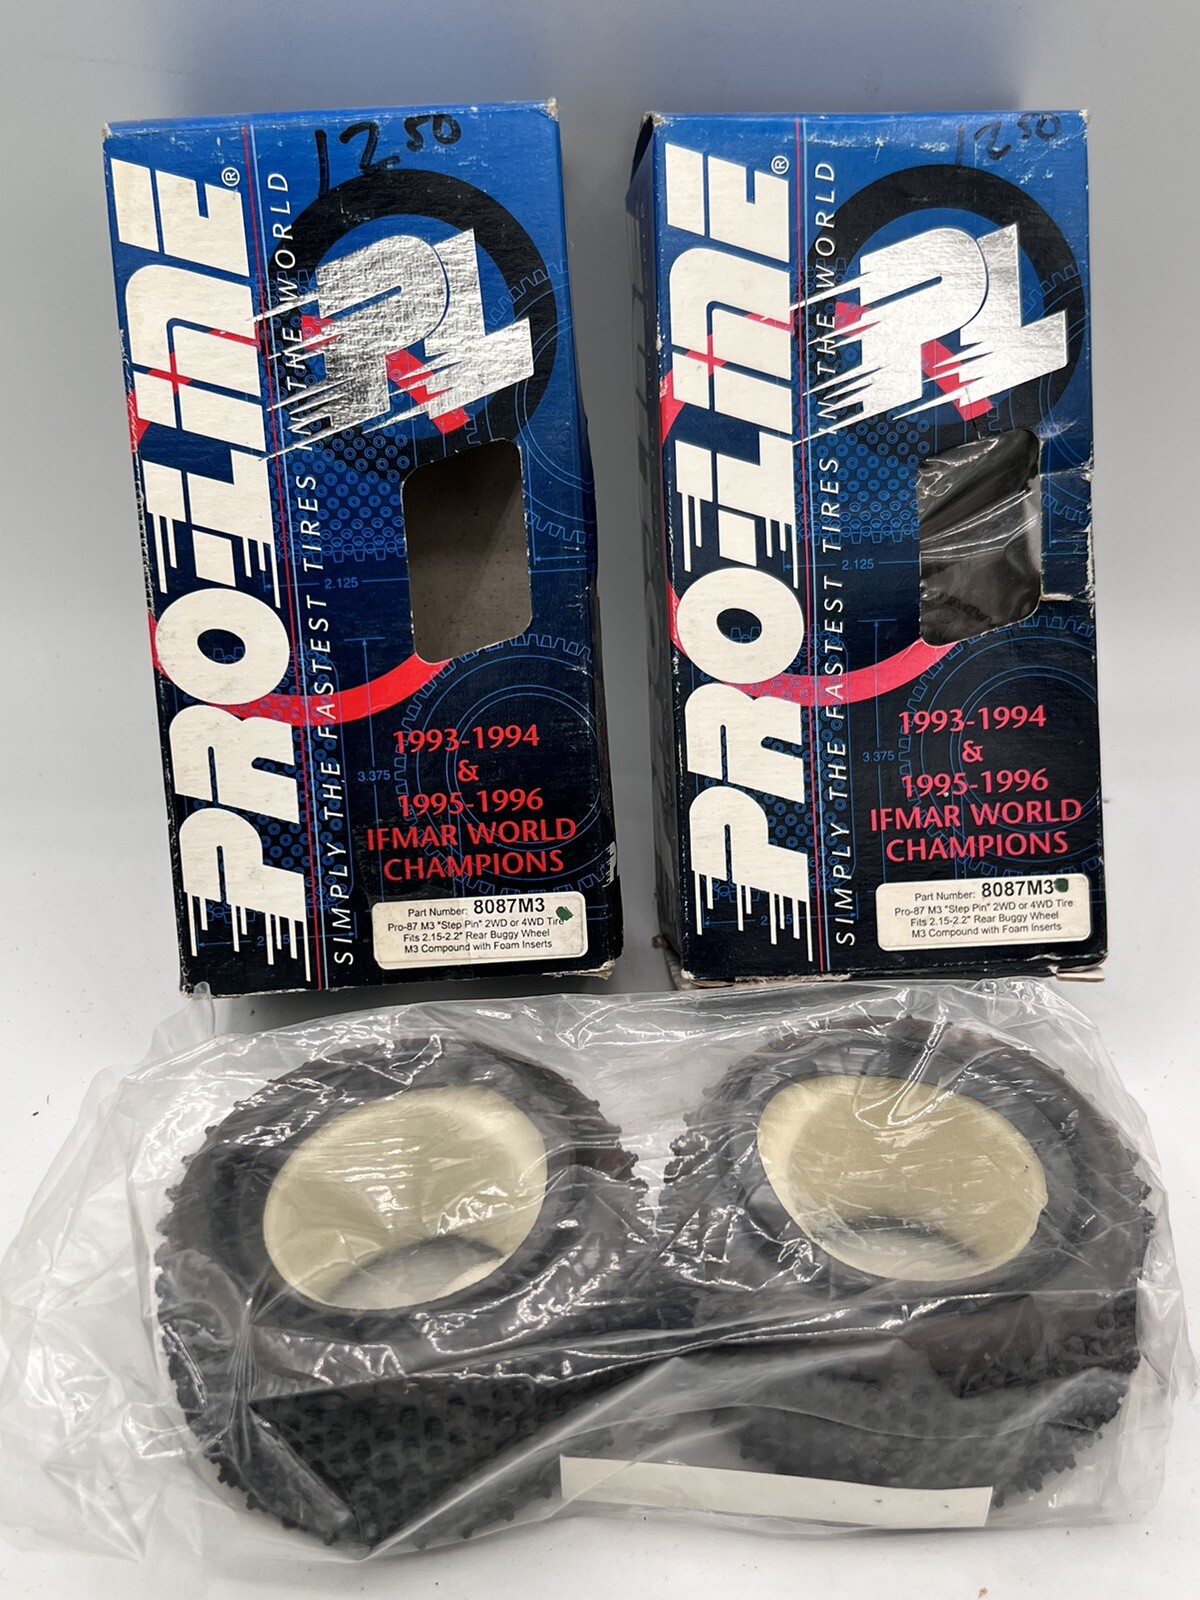 12 50
PRO-LINE®
SIMPLY THE FASTEST TIRES IN THE WORLD
PL
2.125
3.375
1993-1994
&
1995-1996
IFMAR WORLD
CHAMPIONS
Part Number: 8087M3
Pro-87 M3 "Step Pin" 2WD or 4WD Tire
Fits 2.15-2.2" Rear Buggy Wheel
M3 Compound with Foam Inserts
12 50
PRO-LINE®
SIMPLY THE FASTEST TIRES IN THE WORLD
PL
2.125
3.375
1993-1994
&
1995-1996
IFMAR WORLD
CHAMPIONS
Part Number: 8087M3
Pro-87 M3 "Step Pin" 2WD or 4WD Tire
Fits 2.15-2.2" Rear Buggy Wheel
M3 Compound with Foam Inserts